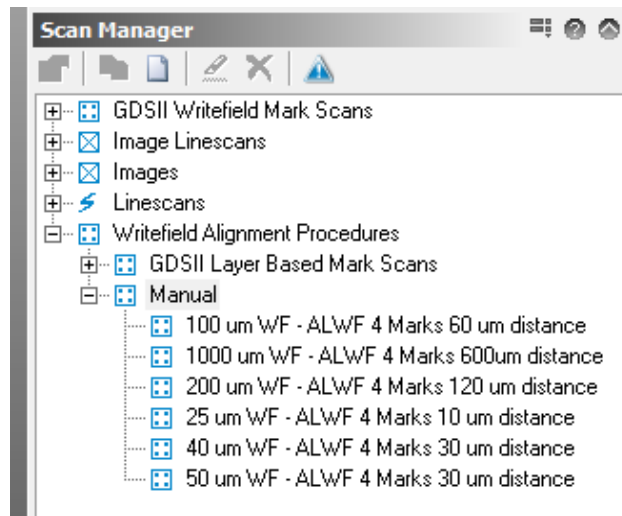 Scan Manager
GDSII Writefield Mark Scans
Image Linescans
Images
Linescans
Writefield Alignment Procedures
GDSII Layer Based Mark Scans
Manual
100 um WF - ALWF 4 Marks 60 um distance
1000 um WF - ALWF 4 Marks 600um distance
200 um WF - ALWF 4 Marks 120 um distance
25 um WF - ALWF 4 Marks 10 um distance
40 um WF - ALWF 4 Marks 30 um distance
50 um WF - ALWF 4 Marks 30 um distance